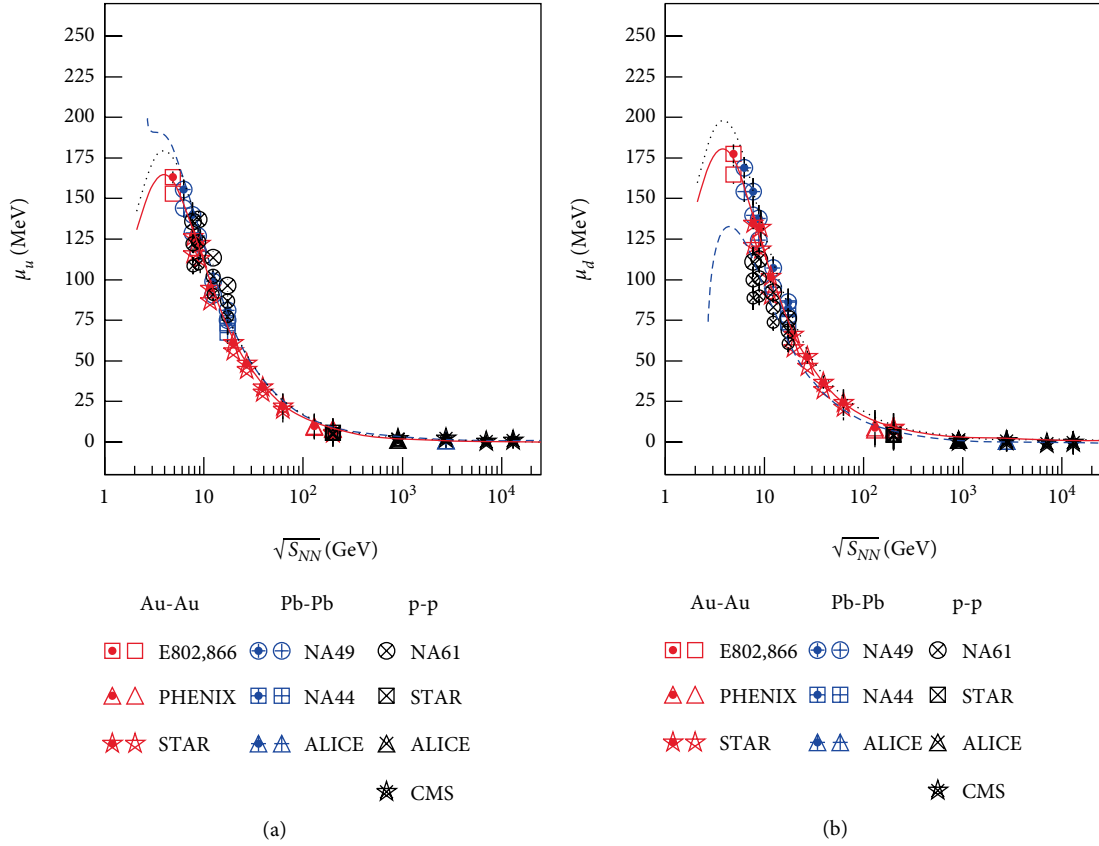 250
225
200
175
150
125
100
75
50
25
0
μu (MeV)
1 10 10² 10³ 10⁴
√SNN (GeV)
Au-Au Pb-Pb p-p
E802,866 NA49 NA61
PHENIX NA44 STAR
STAR ALICE ALICE
CMS
(a)
250
225
200
175
150
125
100
75
50
25
0
μd (MeV)
1 10 10² 10³ 10⁴
√SNN (GeV)
Au-Au Pb-Pb p-p
E802,866 NA49 NA61
PHENIX NA44 STAR
STAR ALICE ALICE
CMS
(b)